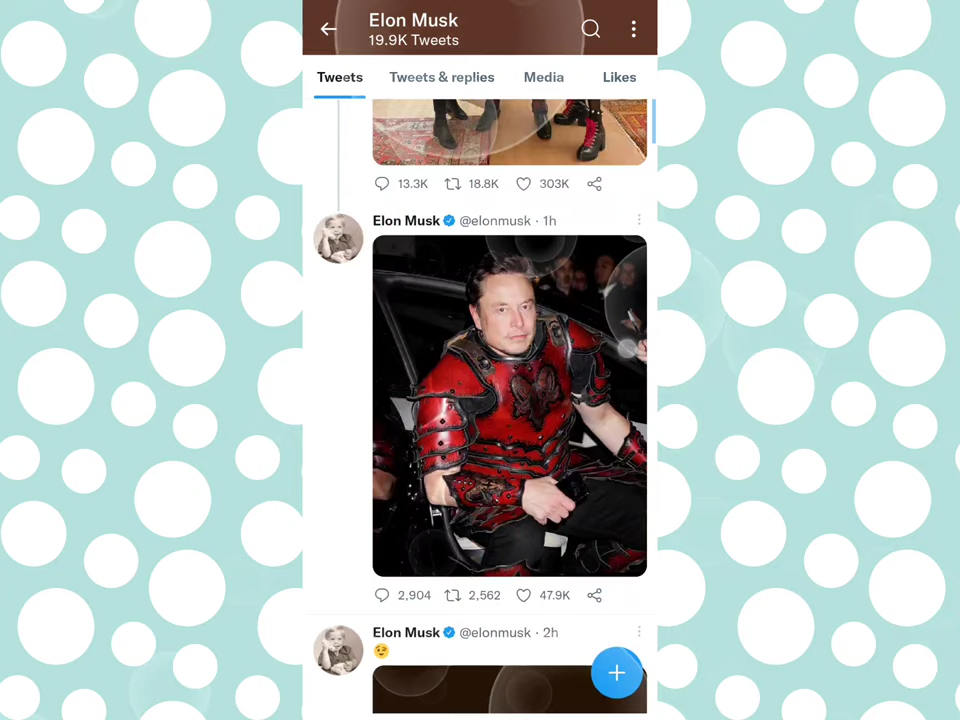 Elon Musk
19.9K Tweets
Tweets Tweets & replies Media Likes
13.3K 18.8K 303K
Elon Musk @elonmusk · 1h
2,904 2,562 47.9K
Elon Musk @elonmusk · 2h
😉